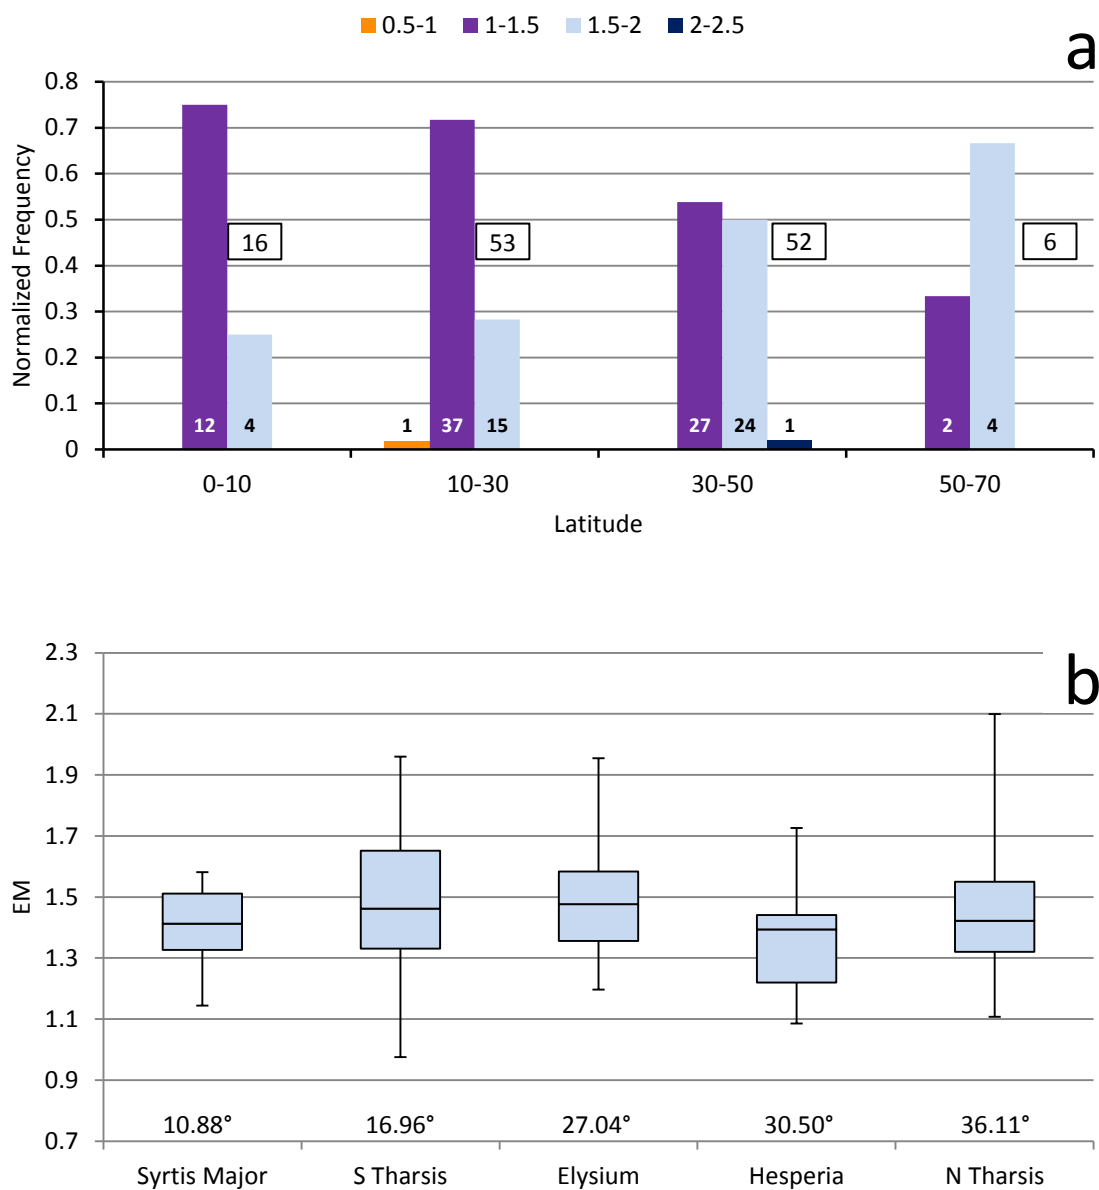 0.5-1 1-1.5 1.5-2 2-2.5
a
0.8
0.7
0.6
0.5
0.4
0.3
0.2
0.1
0
Normalized Frequency
16 53 52 6
12 4 1 37 15 27 24 1 2 4
0-10 10-30 30-50 50-70
Latitude
b
2.3
2.1
1.9
1.7
1.5
1.3
1.1
0.9
0.7
EM
10.88° 16.96° 27.04° 30.50° 36.11°
Syrtis Major S Tharsis Elysium Hesperia N Tharsis